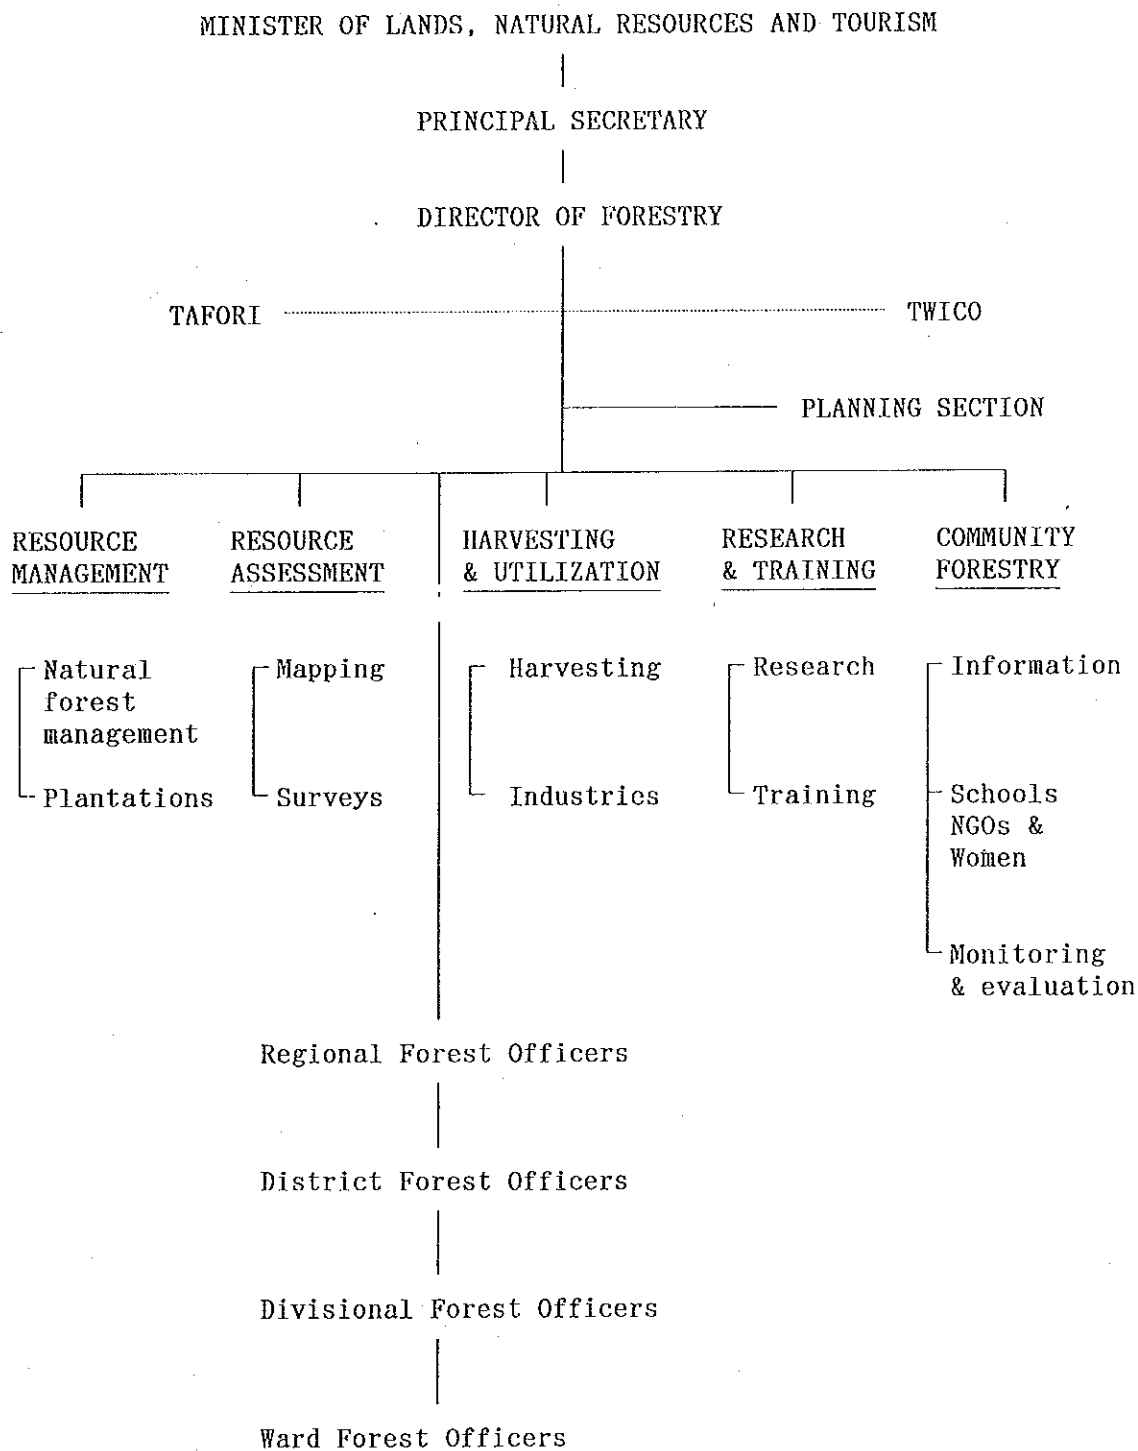 MINISTER OF LANDS, NATURAL RESOURCES AND TOURISM
PRINCIPAL SECRETARY
DIRECTOR OF FORESTRY
TAFORI
TWICO
PLANNING SECTION
RESOURCE
MANAGEMENT
RESOURCE
ASSESSMENT
HARVESTING
& UTILIZATION
RESEARCH
& TRAINING
COMMUNITY
FORESTRY
Natural
forest
management
Plantations
Mapping
Surveys
Harvesting
Industries
Research
Training
Information
Schools
NGOs &
Women
Monitoring
& evaluation
Regional Forest Officers
District Forest Officers
Divisional Forest Officers
Ward Forest Officers